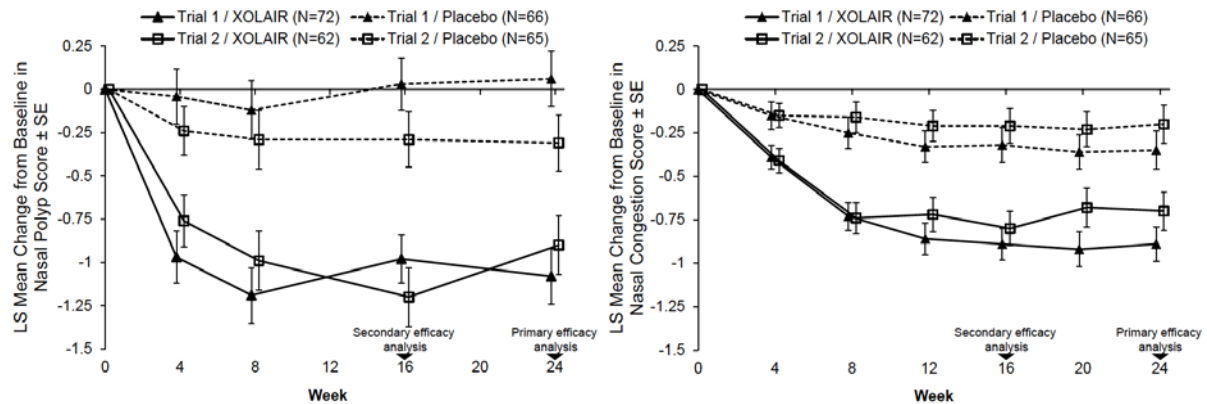 Trial 1 / XOLAIR (N=72) Trial 1 / Placebo (N=66)
Trial 2 / XOLAIR (N=62) Trial 2 / Placebo (N=65)
LS Mean Change from Baseline in
Nasal Polyp Score ± SE
0.25
0
-0.25
-0.5
-0.75
-1
-1.25
-1.5
Secondary efficacy
analysis
Primary efficacy
analysis
0 4 8 12 16 20 24
Week
Trial 1 / XOLAIR (N=72) Trial 1 / Placebo (N=66)
Trial 2 / XOLAIR (N=62) Trial 2 / Placebo (N=65)
LS Mean Change from Baseline in
Nasal Congestion Score ± SE
0.25
0
-0.25
-0.5
-0.75
-1
-1.25
-1.5
Secondary efficacy
analysis
Primary efficacy
analysis
0 4 8 12 16 20 24
Week